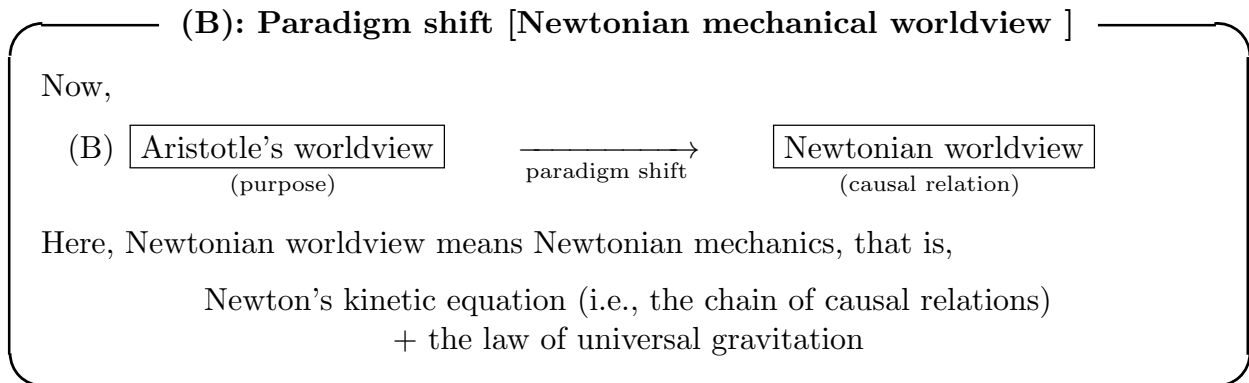 (B): Paradigm shift [Newtonian mechanical worldview ]
Now,
(B) Aristotle's worldview ⟶ Newtonian worldview
(purpose) paradigm shift (causal relation)
Here, Newtonian worldview means Newtonian mechanics, that is,
Newton's kinetic equation (i.e., the chain of causal relations)
+ the law of universal gravitation